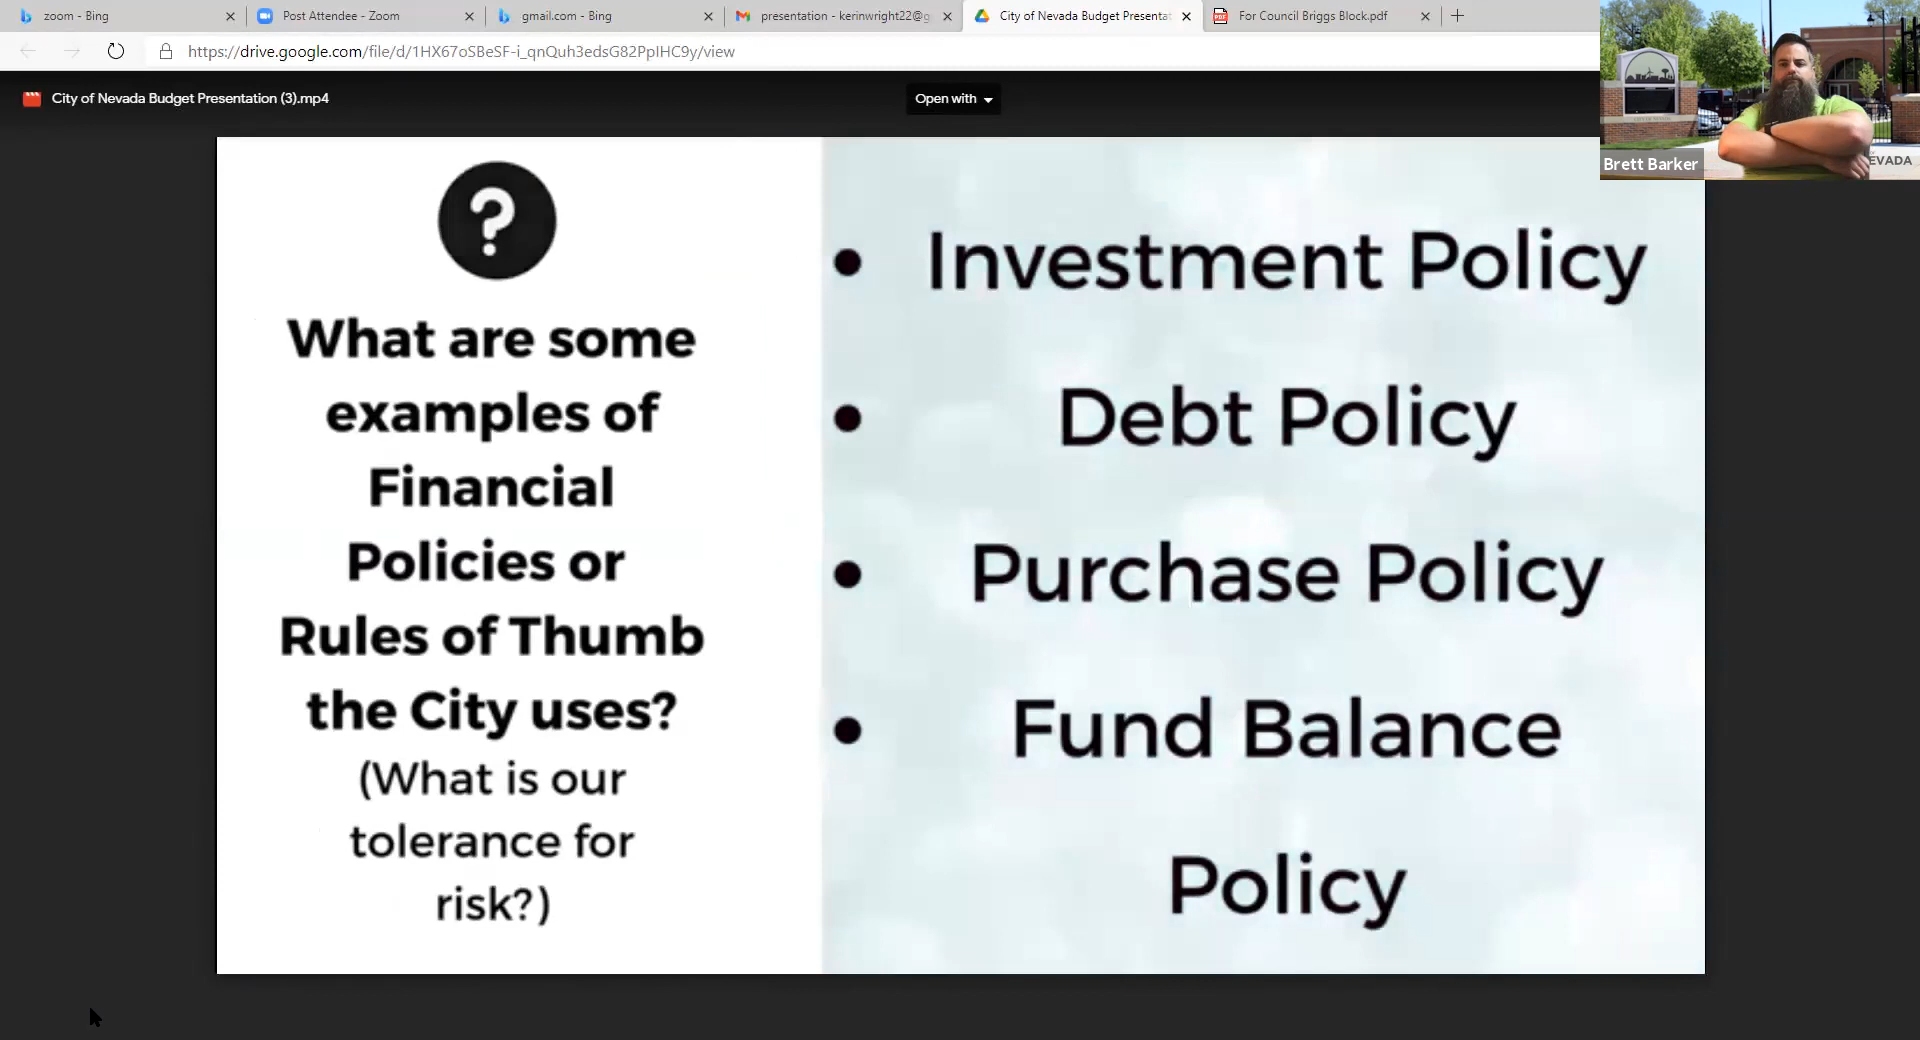 zoom - Bing
Post Attendee - Zoom
gmail.com - Bing
presentation - kerinwright22@g
City of Nevada Budget Presentat
For Council Briggs Block.pdf
https://drive.google.com/file/d/1HX67oSBeSF-i_qnQuh3edsG82PpIHC9y/view
City of Nevada Budget Presentation (3).mp4
Open with
Brett Barker
EVADA
What are some
examples of
Financial
Policies or
Rules of Thumb
the City uses?
(What is our
tolerance for
risk?)
• Investment Policy
• Debt Policy
• Purchase Policy
• Fund Balance
Policy